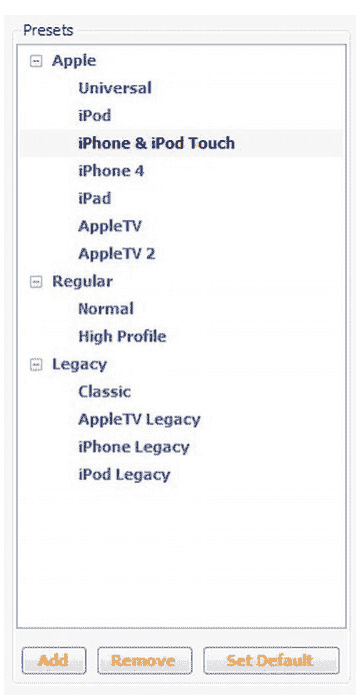 Presets
Apple
Universal
iPod
iPhone & iPod Touch
iPhone 4
iPad
AppleTV
AppleTV 2
Regular
Normal
High Profile
Legacy
Classic
AppleTV Legacy
iPhone Legacy
iPod Legacy
Add Remove Set Default